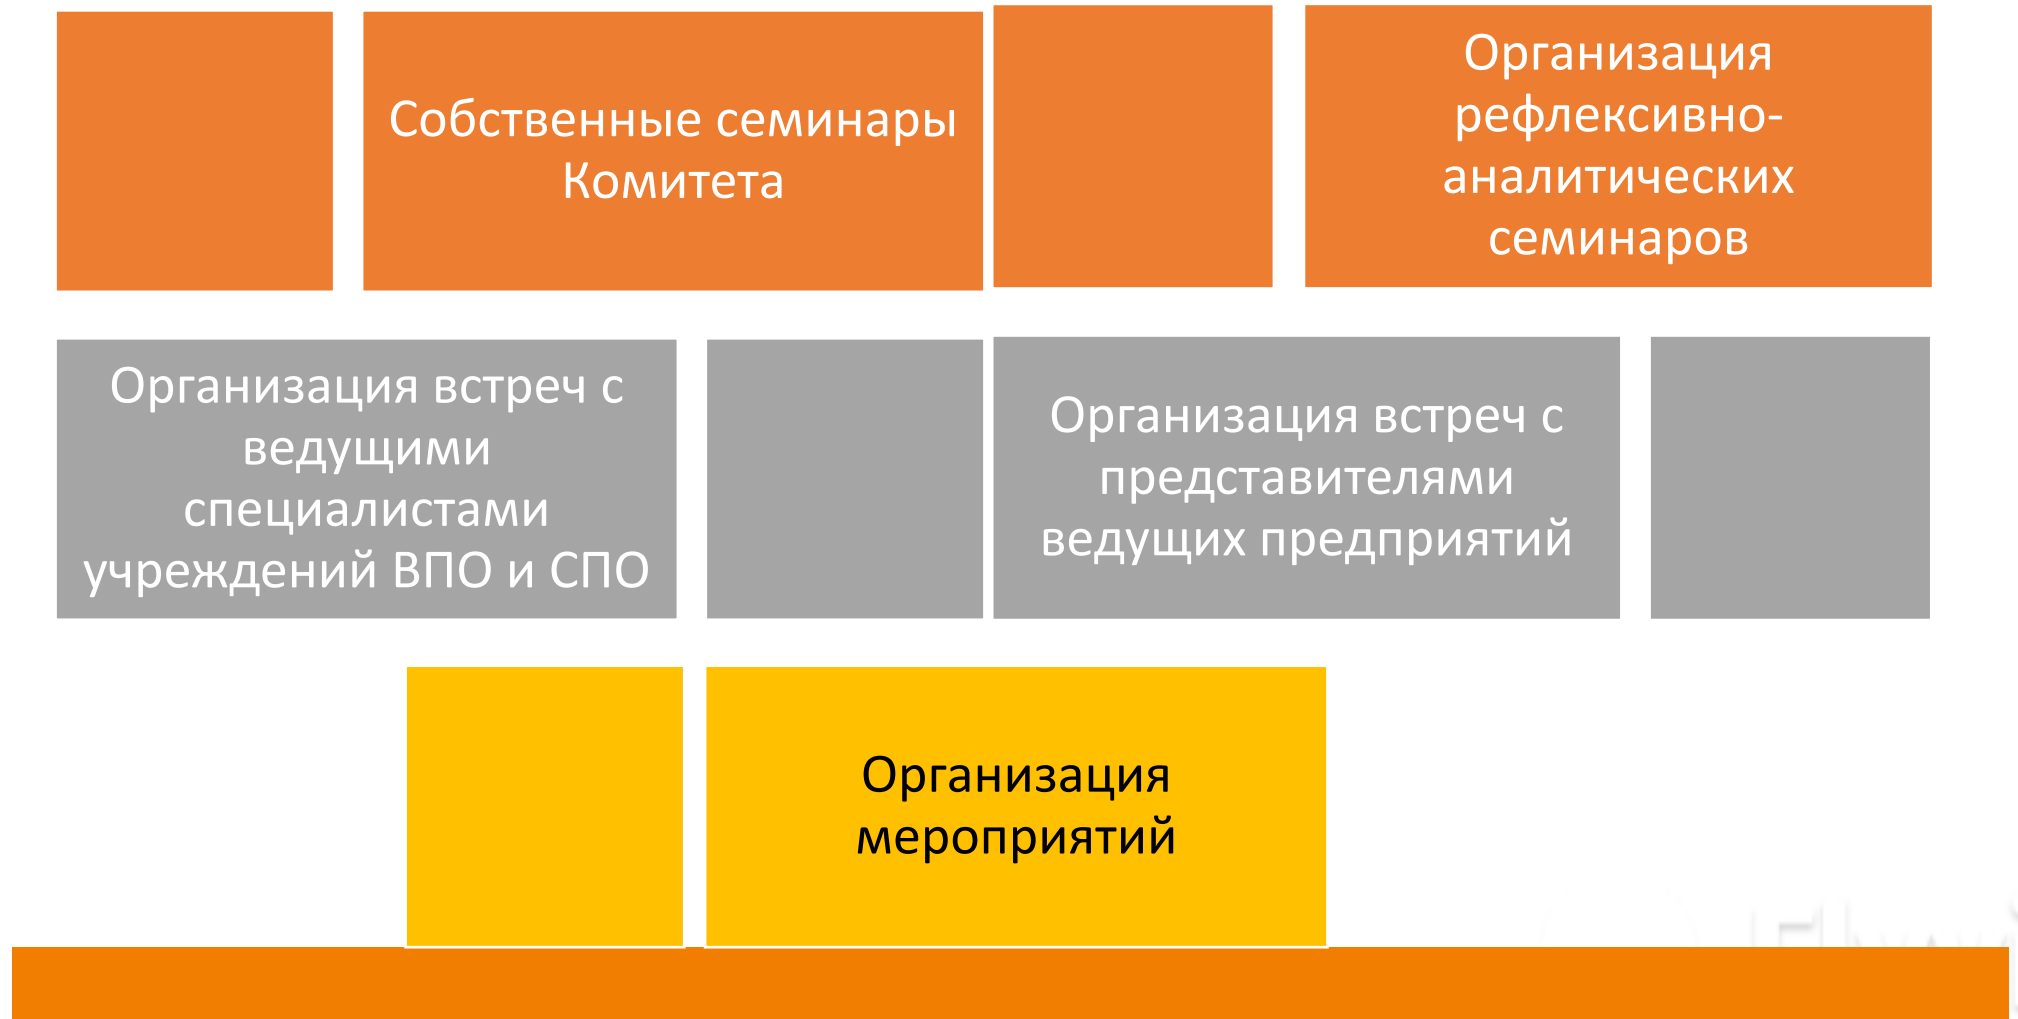 Собственные семинары
Комитета
Организация
рефлексивно-
аналитических
семинаров
Организация встреч с
ведущими
специалистами
учреждений ВПО и СПО
Организация встреч с
представителями
ведущих предприятий
Организация
мероприятий